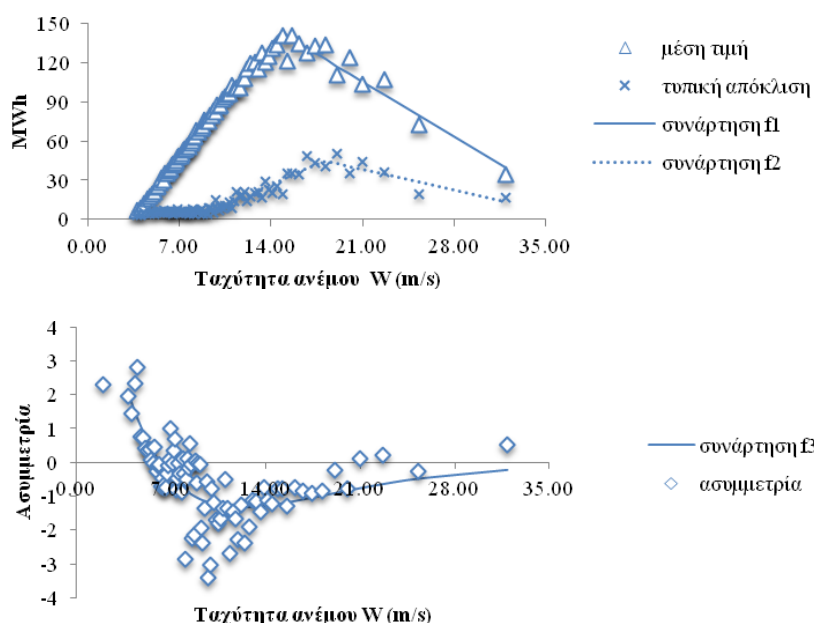 150
120
90
60
30
0
MWh
0.00 7.00 14.00 21.00 28.00 35.00
Ταχύτητα ανέμου W (m/s)
μέση τιμή
τυπική απόκλιση
συνάρτηση f1
συνάρτηση f2
4
3
2
1
0
-1
-2
-3
-4
Ασυμμετρία
0.00 7.00 14.00 21.00 28.00 35.00
Ταχύτητα ανέμου W (m/s)
συνάρτηση f3
ασυμμετρία